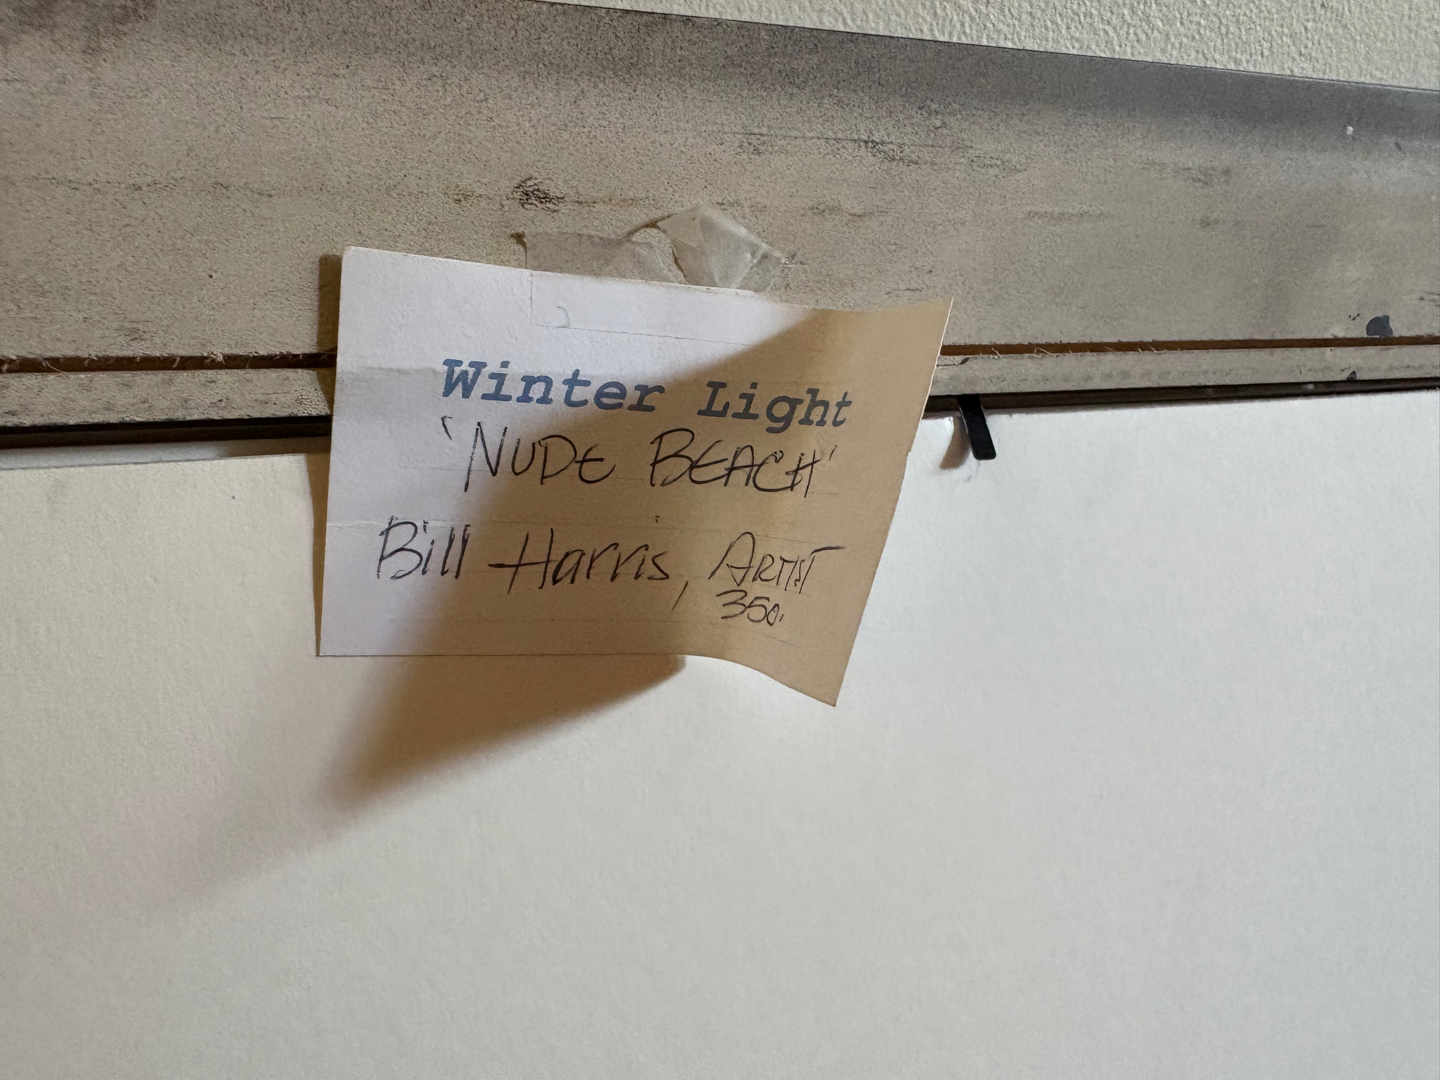 Winter Light
'NUDE BEACH'
Bill Harris, ARTIST
350.